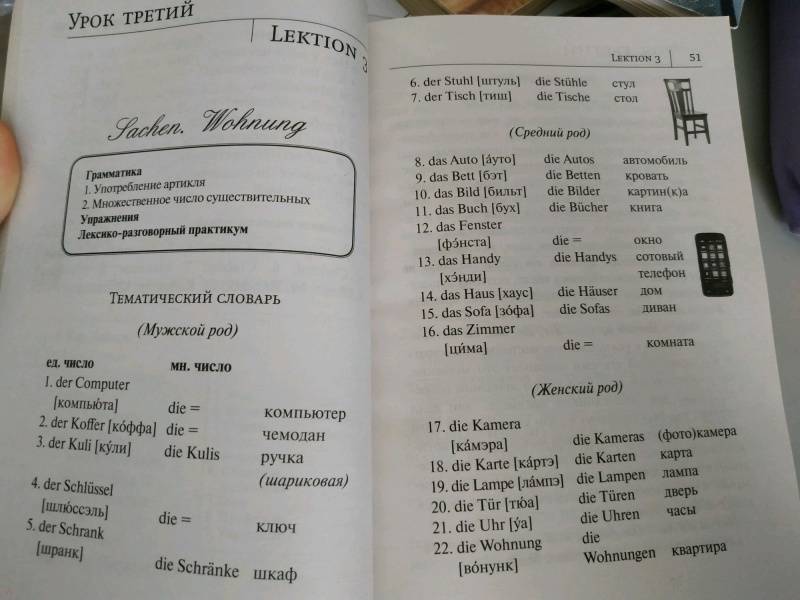 УРОК ТРЕТИЙ
LEKTION 3
Sachen. Wohnung
Грамматика
1. Употребление артикля
2. Множественное число существительных
Упражнения
Лексико-разговорный практикум
ТЕМАТИЧЕСКИЙ СЛОВАРЬ
(Мужской род)
ед. число мн. число
1. der Computer
[компью́та] die = компьютер
2. der Koffer [ко́ффа] die = чемодан
3. der Kuli [ку́ли] die Kulis ручка
(шариковая)
4. der Schlüssel
[шлю́ссэль] die = ключ
5. der Schrank
[шранк] die Schränke шкаф
LEKTION 3 51
6. der Stuhl [штуль] die Stühle стул
7. der Tisch [тиш] die Tische стол
(Средний род)
8. das Auto [а́уто] die Autos автомобиль
9. das Bett [бэт] die Betten кровать
10. das Bild [бильт] die Bilder картин(к)а
11. das Buch [бух] die Bücher книга
12. das Fenster
[фэ́нста] die = окно
13. das Handy die Handys сотовый
[хэ́нди] телефон
14. das Haus [хаус] die Häuser дом
15. das Sofa [зо́фа] die Sofas диван
16. das Zimmer
[ци́ма] die = комната
(Женский род)
17. die Kamera
[ка́мэра] die Kameras (фото)камера
18. die Karte [ка́ртэ] die Karten карта
19. die Lampe [ла́мпэ] die Lampen лампа
20. die Tür [тю́а] die Türen дверь
21. die Uhr [у́а] die Uhren часы
22. die Wohnung die
[во́нунк] Wohnungen квартира